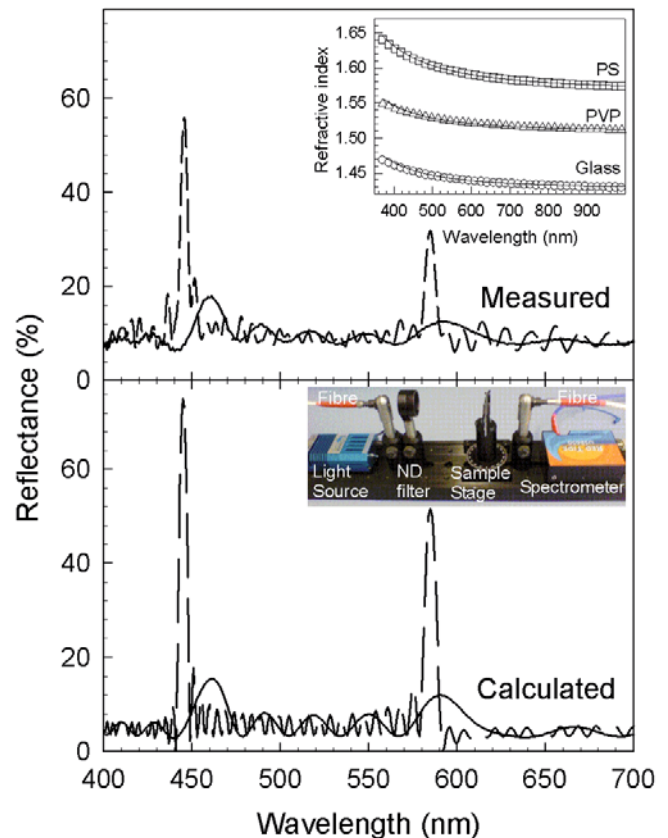 1.65
1.60
1.55
1.50
1.45
Refractive index
PS
PVP
Glass
400 500 600 700 800 900
Wavelength (nm)
60
40
20
0
Measured
Reflectance (%)
60
40
20
0
Fibre
Fibre
Light
Source
ND
filter
Sample
Stage
Spectrometer
Calculated
400 450 500 550 600 650 700
Wavelength (nm)